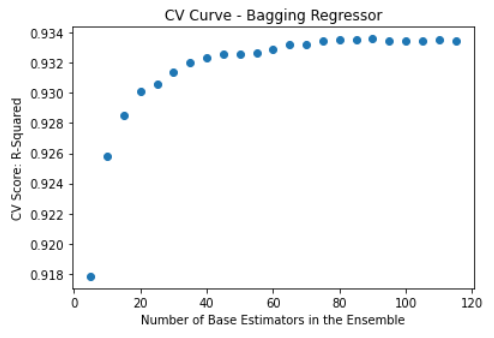 CV Curve - Bagging Regressor
0.934
0.932
0.930
0.928
0.926
0.924
0.922
0.920
0.918
CV Score: R-Squared
0 20 40 60 80 100 120
Number of Base Estimators in the Ensemble